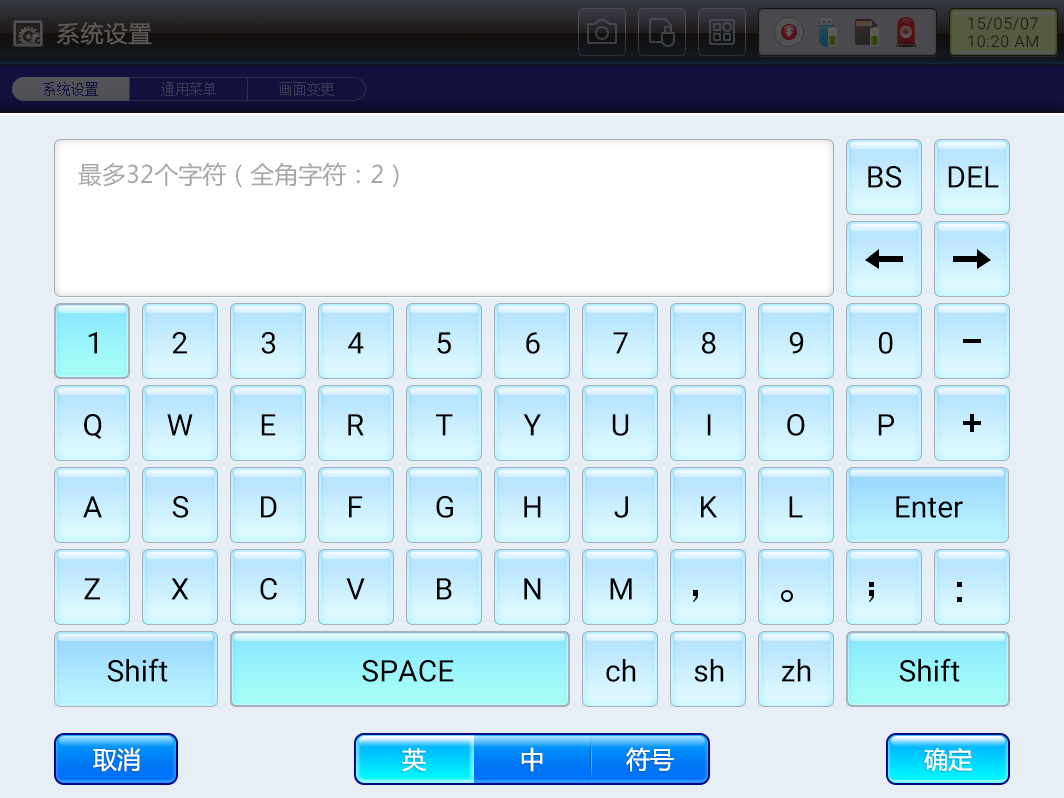 系统设置
15/05/07
10:20 AM
系统设置 通用菜单 画面变更
最多32个字符（全角字符：2）
BS DEL
← →
1 2 3 4 5 6 7 8 9 0 −
Q W E R T Y U I O P +
A S D F G H J K L Enter
Z X C V B N M ， 。 ； ：
Shift SPACE ch sh zh Shift
取消 英 中 符号 确定